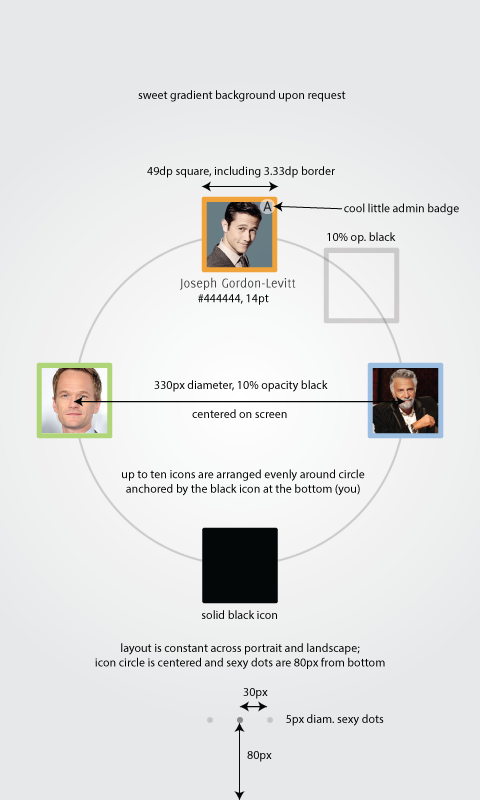 sweet gradient background upon request
49dp square, including 3.33dp border
A
cool little admin badge
10% op. black
Joseph Gordon-Levitt
#444444, 14pt
330px diameter, 10% opacity black
centered on screen
up to ten icons are arranged evenly around circle
anchored by the black icon at the bottom (you)
solid black icon
layout is constant across portrait and landscape;
icon circle is centered and sexy dots are 80px from bottom
30px
5px diam. sexy dots
80px